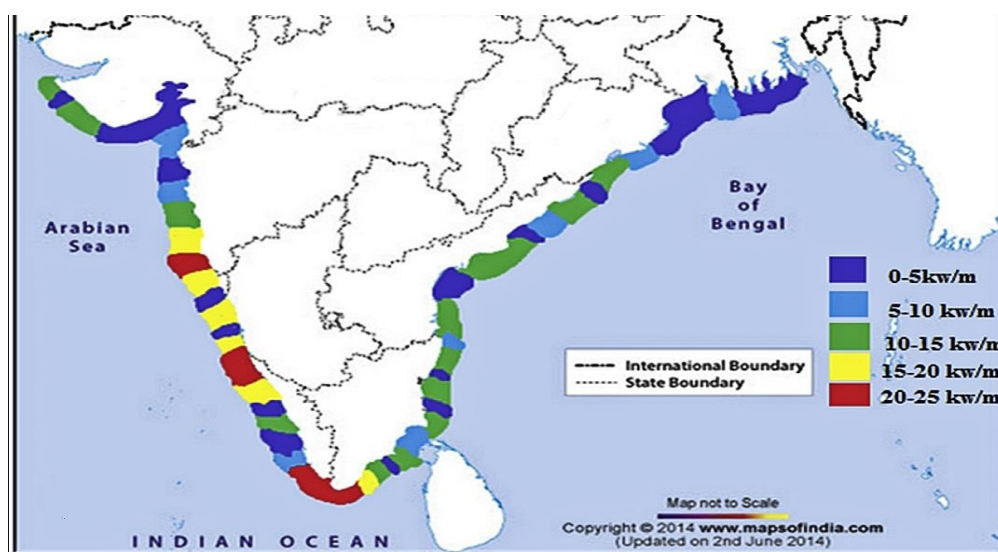 Arabian
Sea
Bay
of
Bengal
0-5kw/m
5-10 kw/m
10-15 kw/m
15-20 kw/m
20-25 kw/m
International Boundary
State Boundary
Map not to Scale
Copyright © 2014 www.mapsofindia.com
(Updated on 2nd June 2014)
INDIAN OCEAN